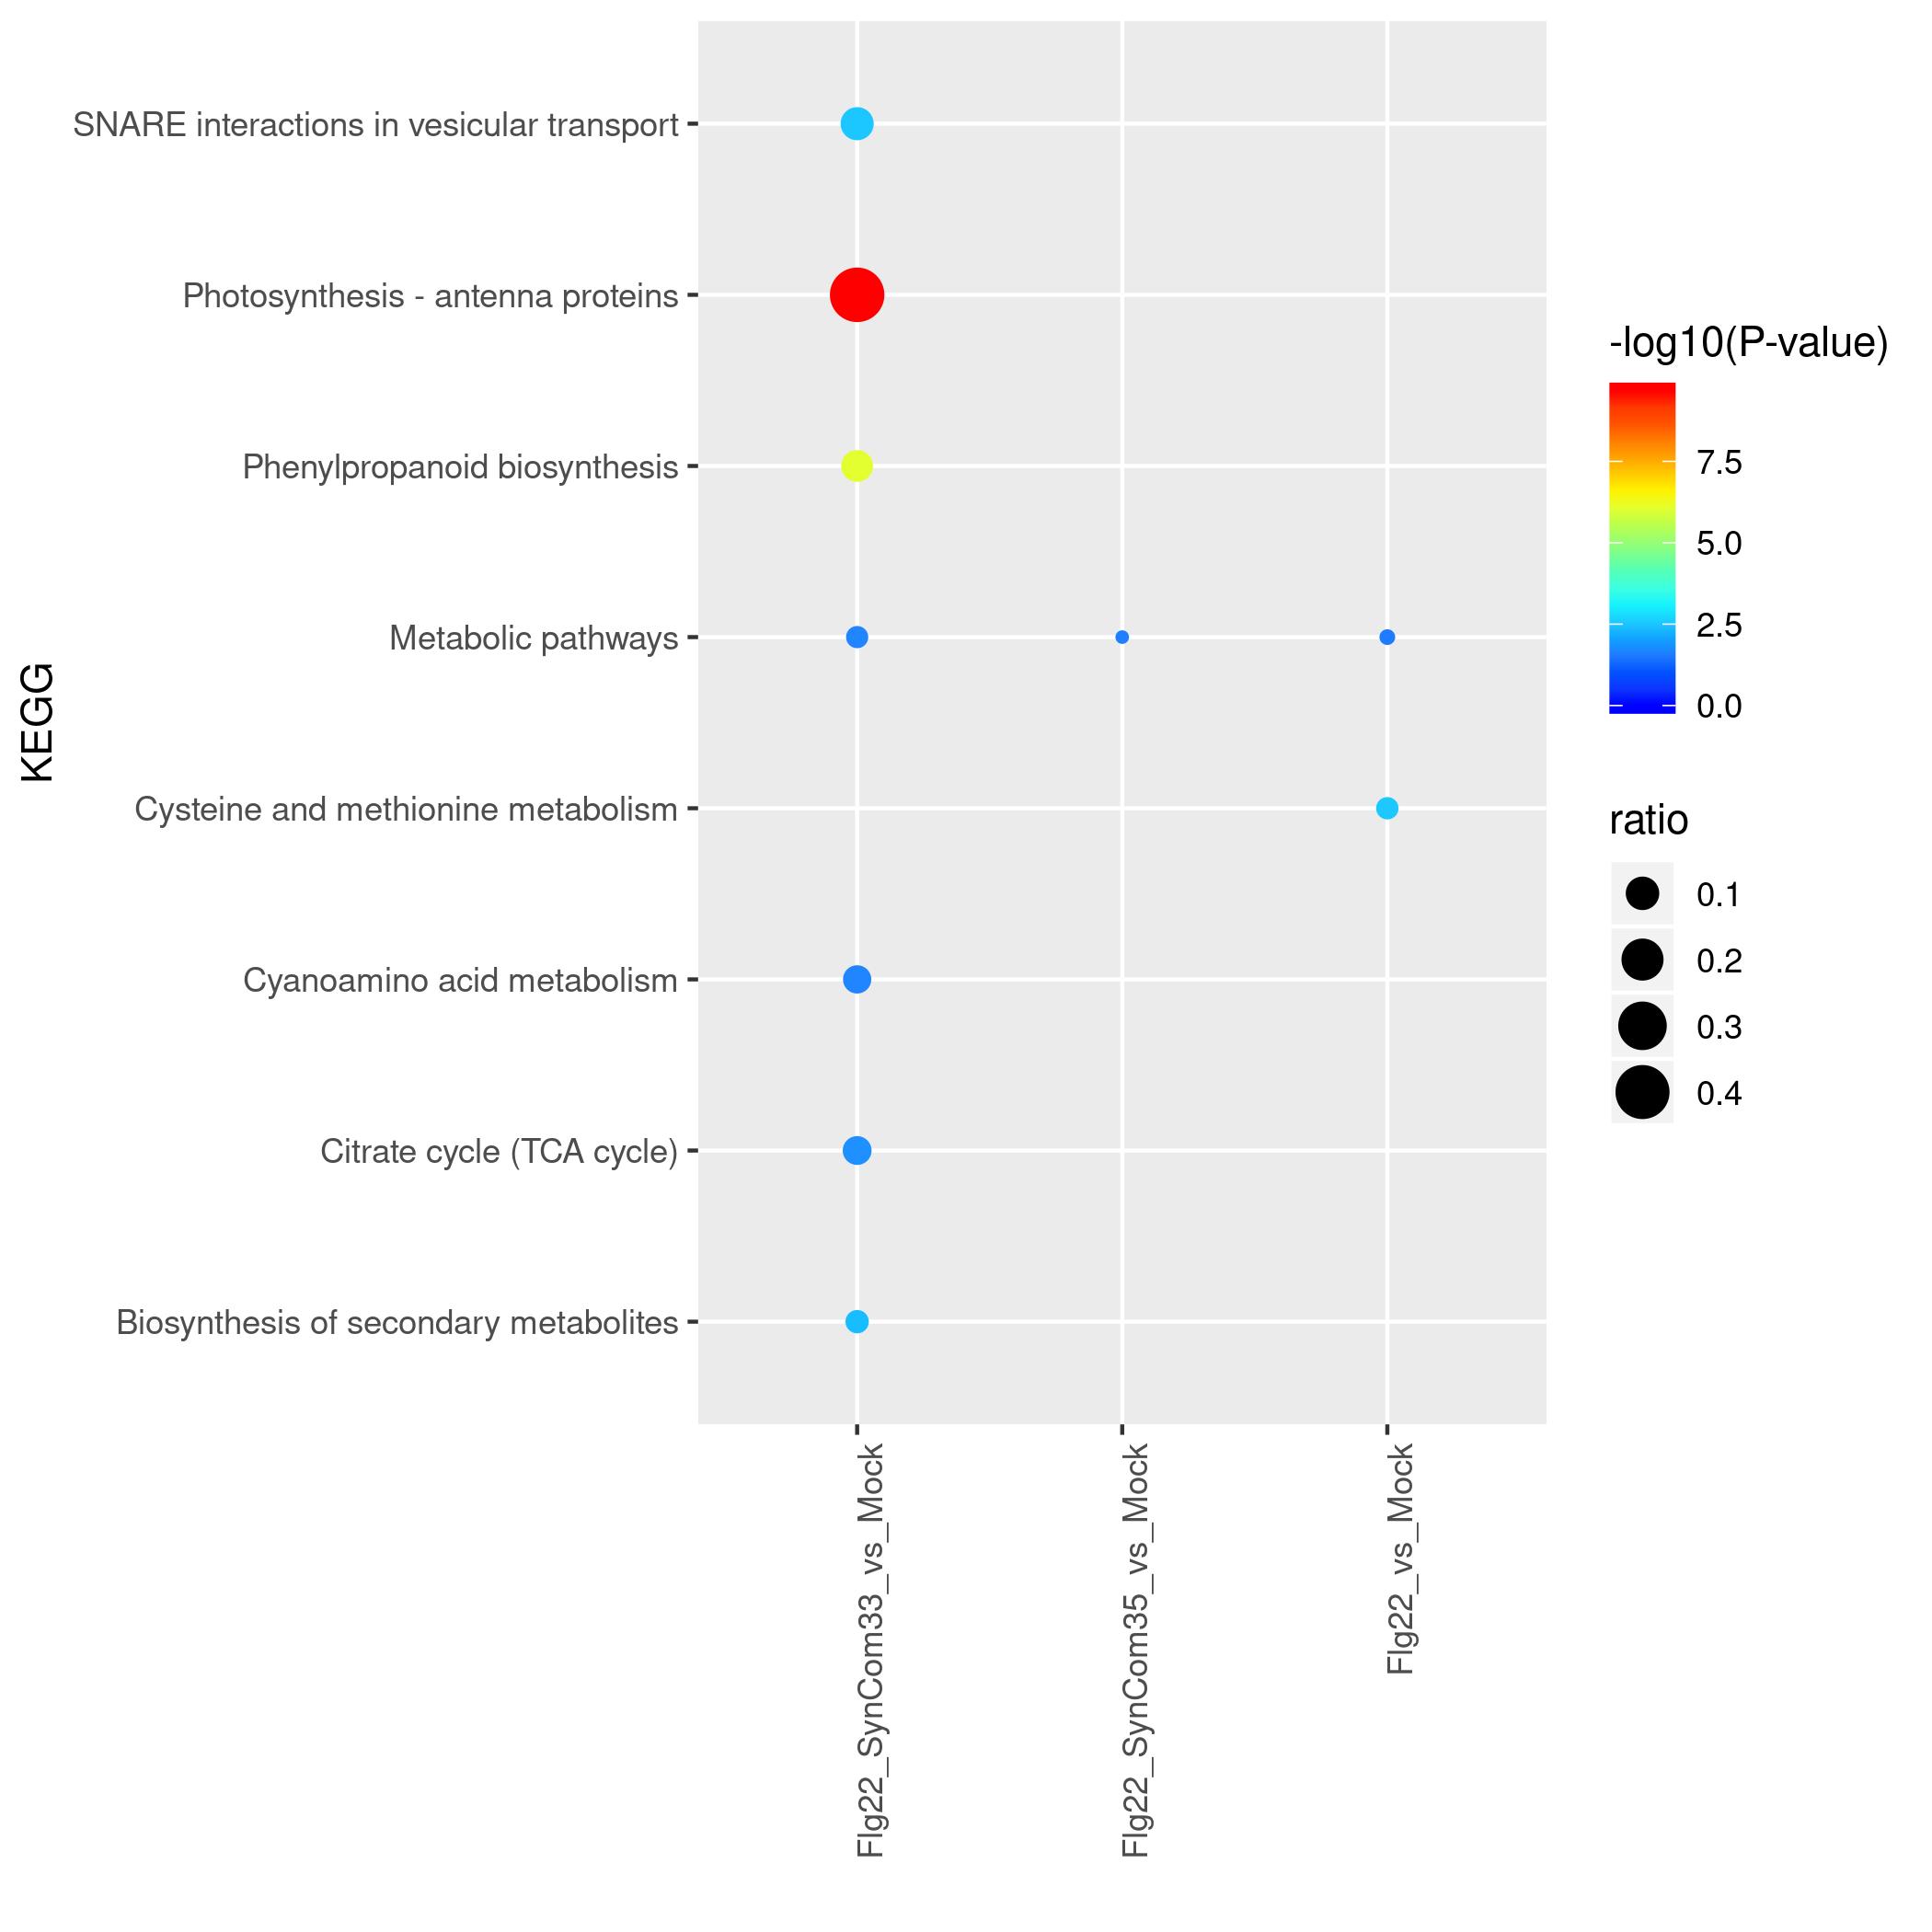 KEGG
SNARE interactions in vesicular transport
Photosynthesis - antenna proteins
Phenylpropanoid biosynthesis
Metabolic pathways
Cysteine and methionine metabolism
Cyanoamino acid metabolism
Citrate cycle (TCA cycle)
Biosynthesis of secondary metabolites
Flg22_SynCom33_vs_Mock
Flg22_SynCom35_vs_Mock
Flg22_vs_Mock
-log10(P-value)
7.5
5.0
2.5
0.0
ratio
0.1
0.2
0.3
0.4